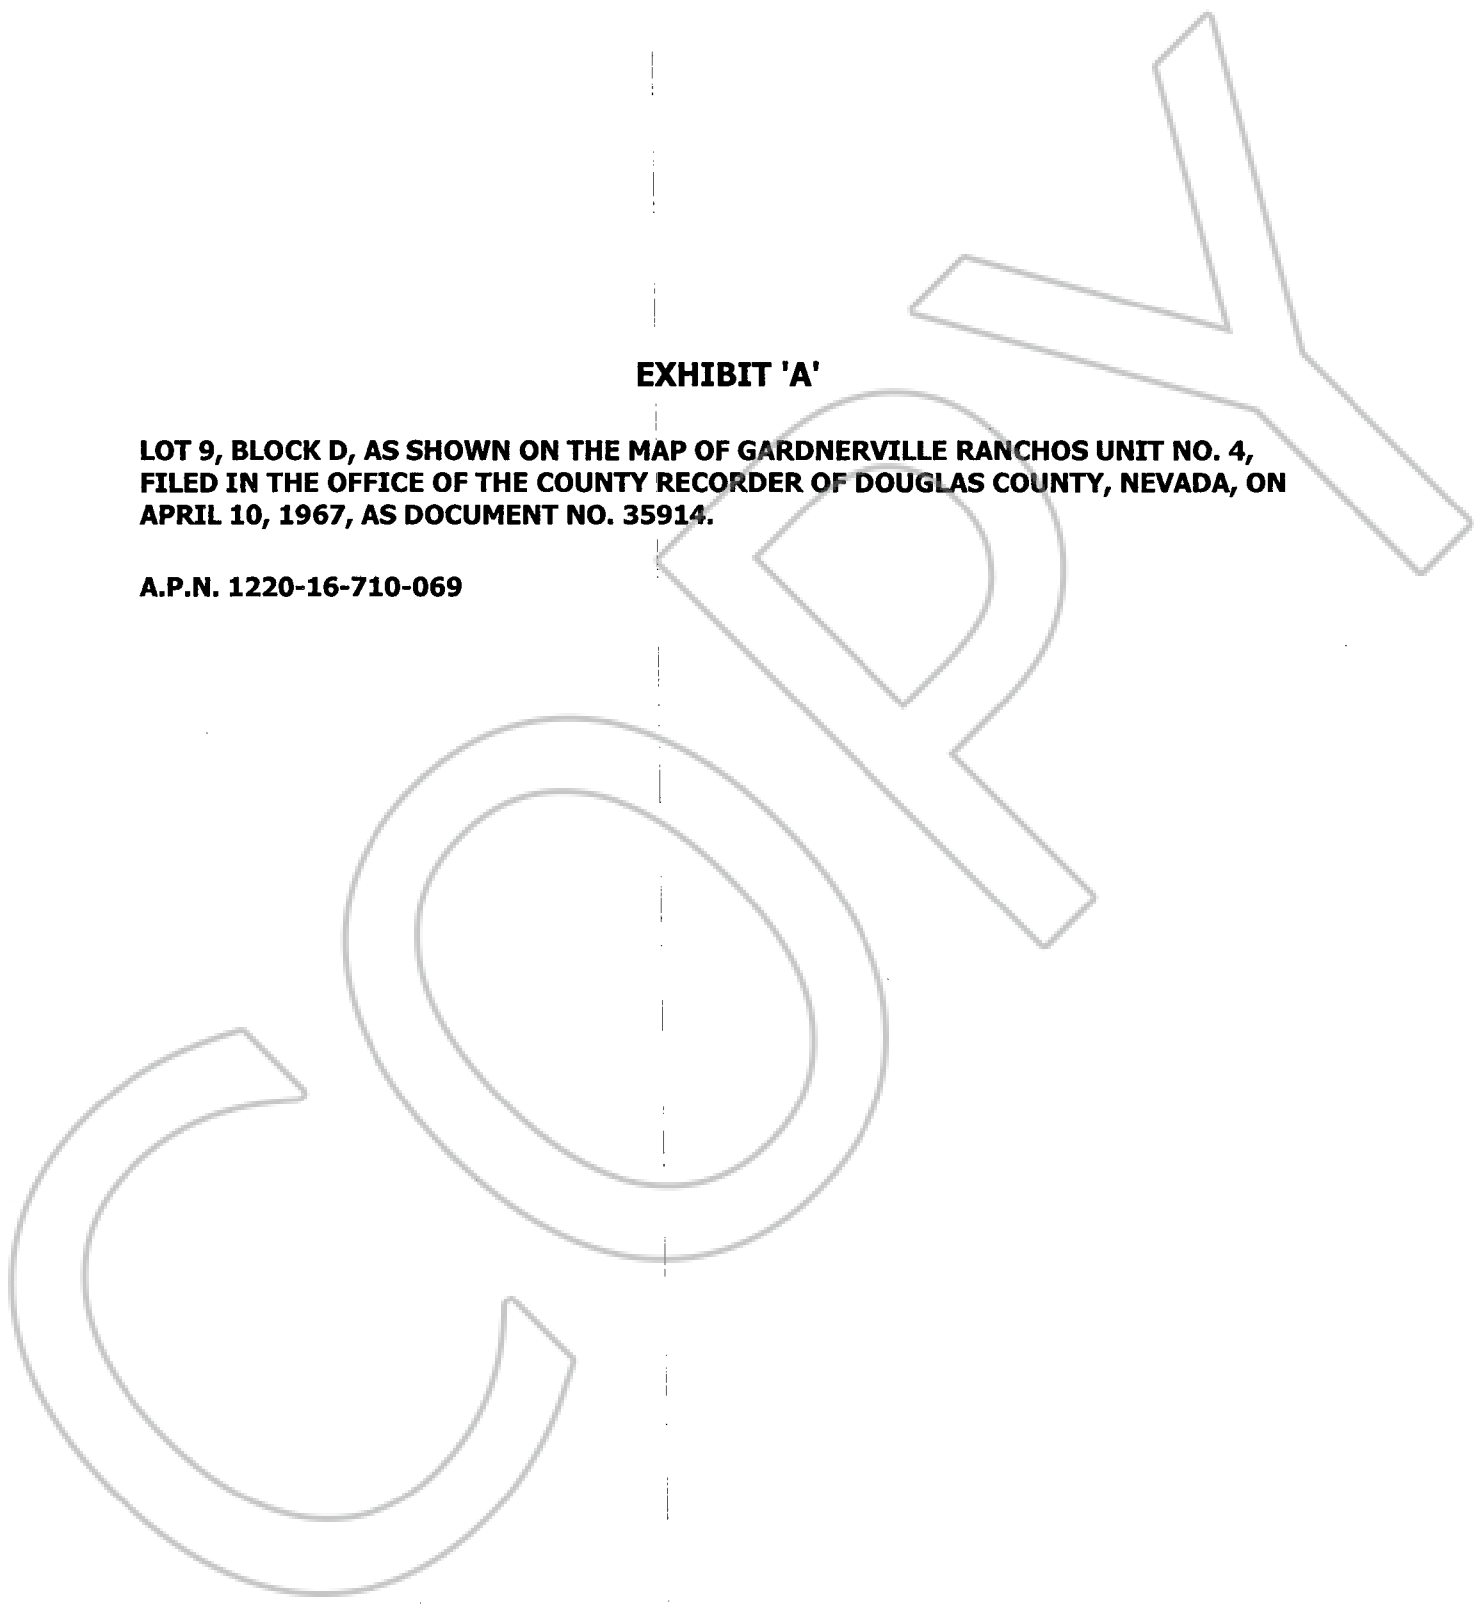 EXHIBIT 'A'
LOT 9, BLOCK D, AS SHOWN ON THE MAP OF GARDNERVILLE RANCHOS UNIT NO. 4,
FILED IN THE OFFICE OF THE COUNTY RECORDER OF DOUGLAS COUNTY, NEVADA, ON
APRIL 10, 1967, AS DOCUMENT NO. 35914.
A.P.N. 1220-16-710-069
COPY